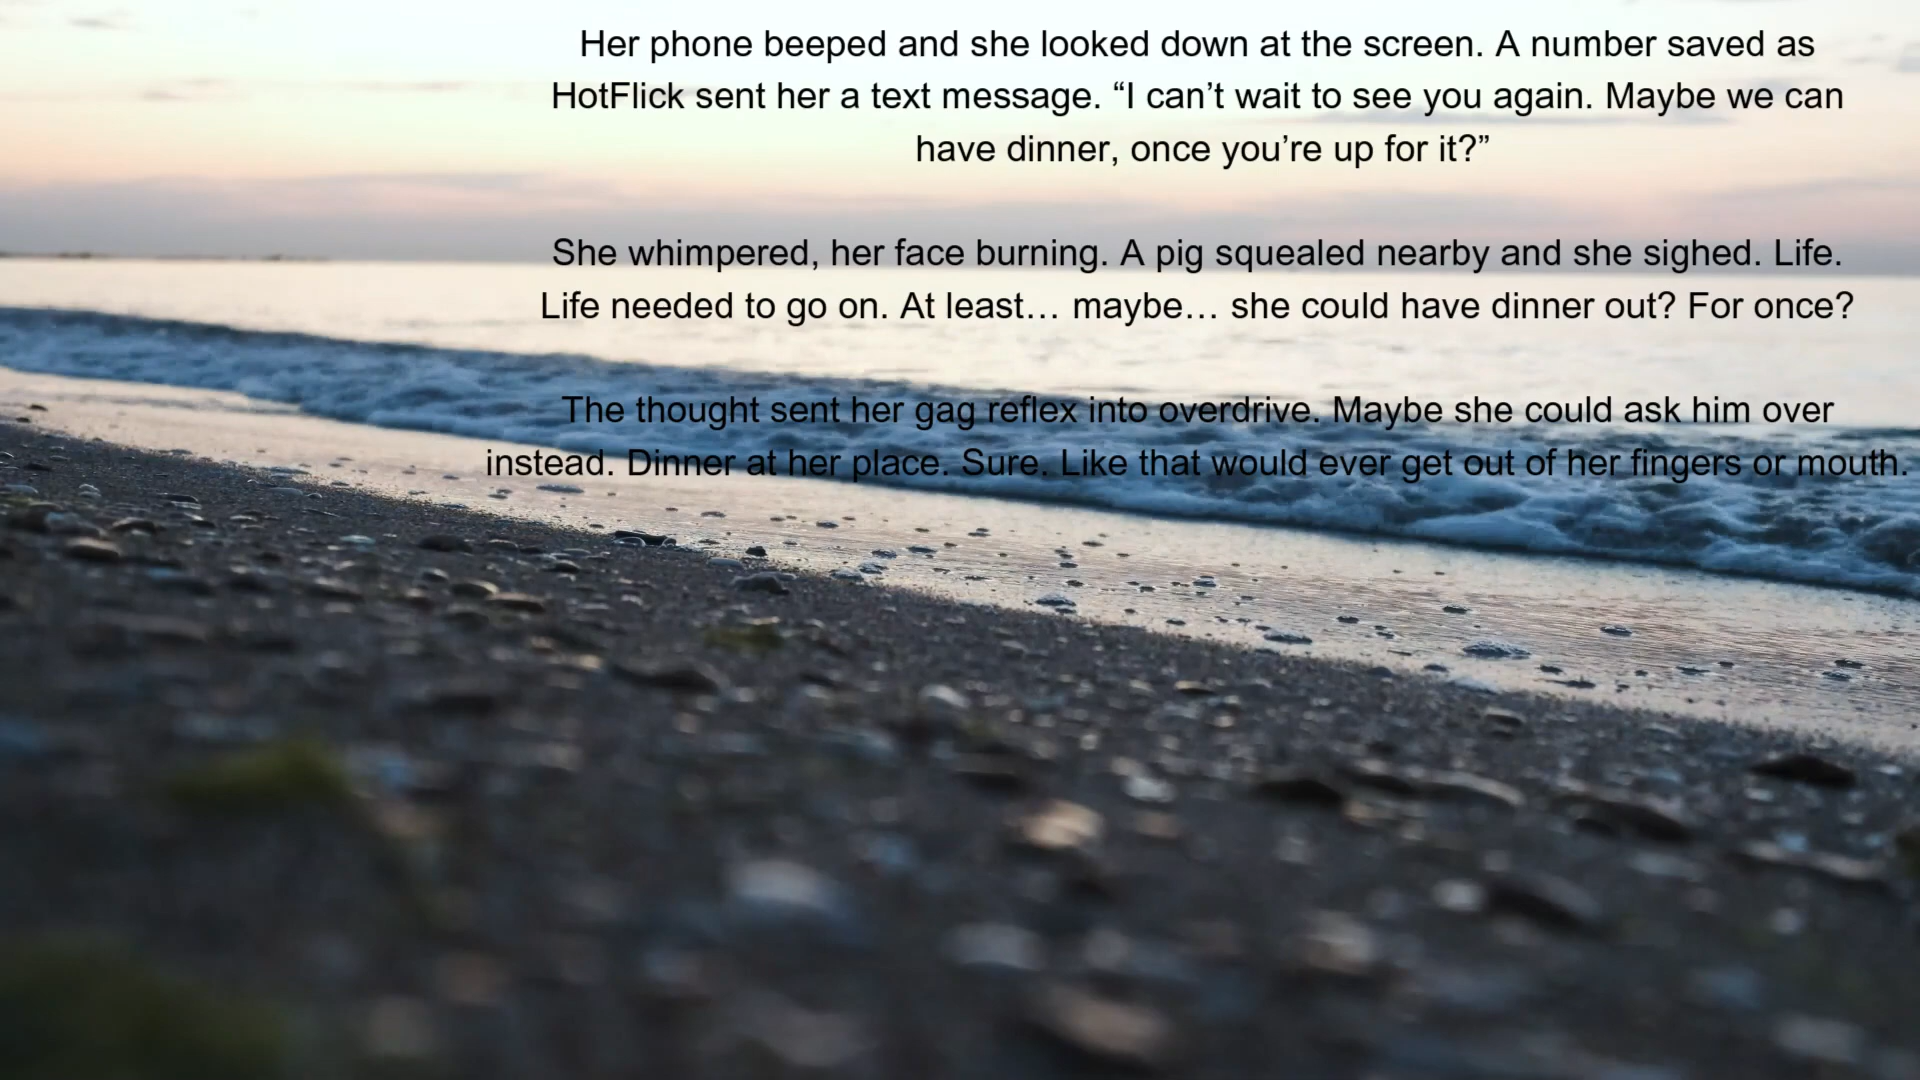 Her phone beeped and she looked down at the screen. A number saved as
HotFlick sent her a text message. “I can’t wait to see you again. Maybe we can
have dinner, once you’re up for it?”
She whimpered, her face burning. A pig squealed nearby and she sighed. Life.
Life needed to go on. At least… maybe… she could have dinner out? For once?
The thought sent her gag reflex into overdrive. Maybe she could ask him over
instead. Dinner at her place. Sure. Like that would ever get out of her fingers or mouth.